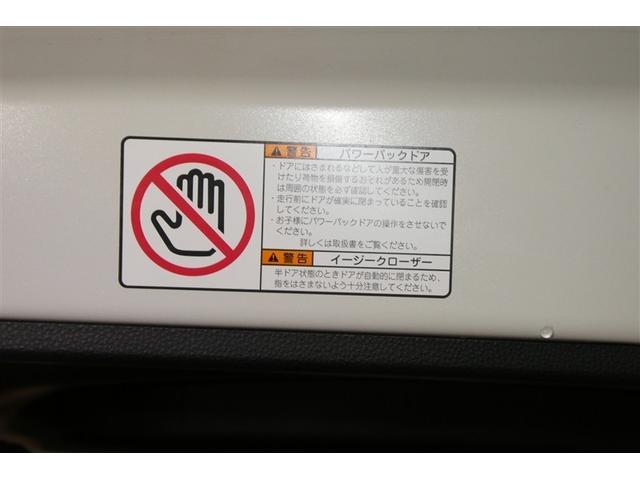 警告 パワーバックドア
・ドアにはさまれるなどして人が重大な傷害を受
けたり荷物を損傷するおそれがあるため開閉時
は周囲の状態を必ず確認してください。
・走行前にドアが確実に閉まっていることを確認
してください。
・お子様にパワーバックドアの操作をさせないで
ください。
詳しくは取扱書をご覧ください。
警告 イージークローザー
半ドア状態のときドアが自動的に閉まるため、
指をはさまないよう十分注意してください。